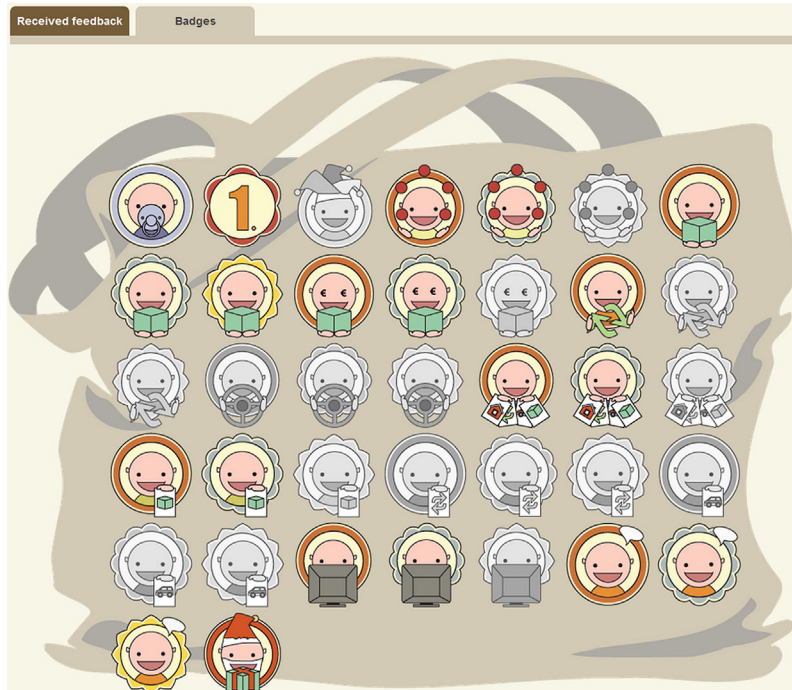 Received feedback
Badges
1.
€ €
€ €
€ €